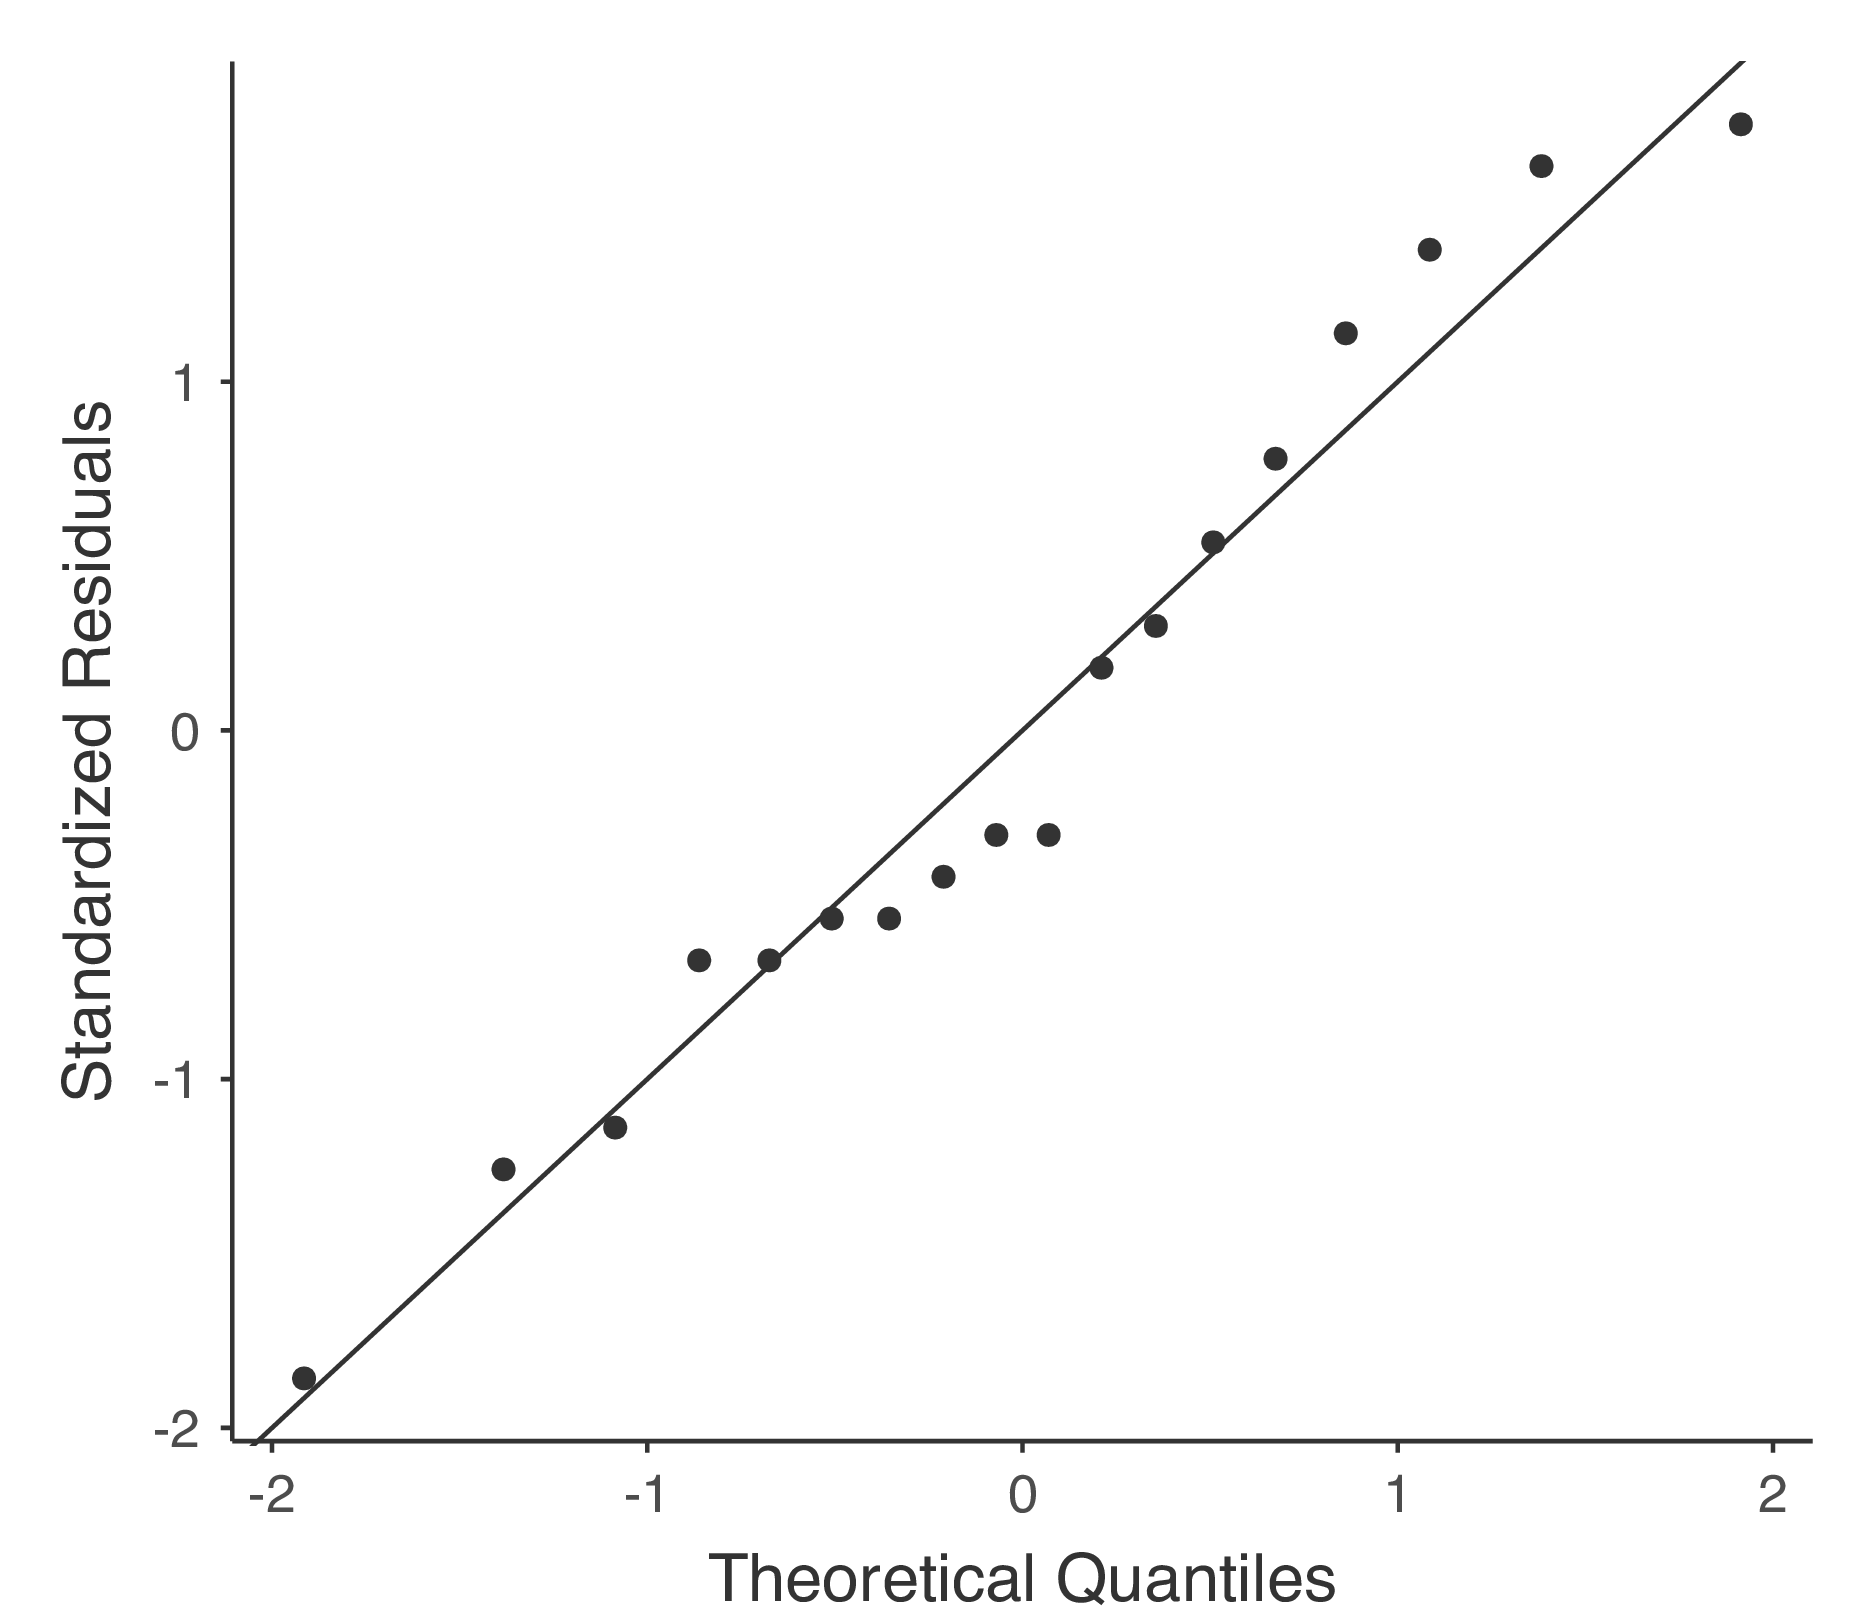 Standardized Residuals
1
0
-1
-2
-2 -1 0 1 2
Theoretical Quantiles